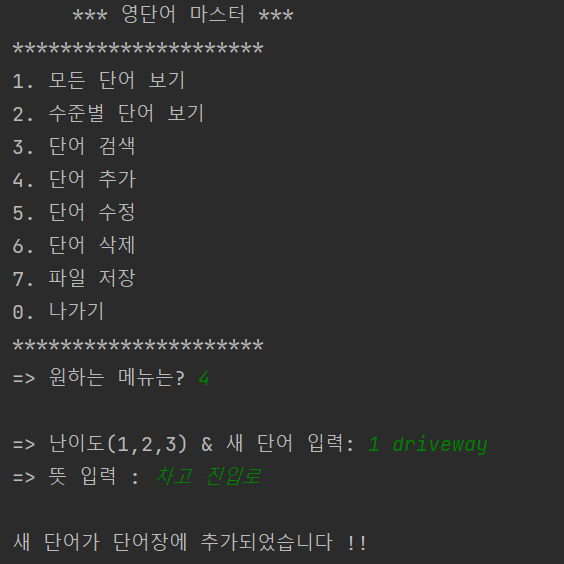 *** 영단어 마스터 ***
*********************
1. 모든 단어 보기
2. 수준별 단어 보기
3. 단어 검색
4. 단어 추가
5. 단어 수정
6. 단어 삭제
7. 파일 저장
0. 나가기
*********************
=> 원하는 메뉴는? 4
=> 난이도(1,2,3) & 새 단어 입력: 1 driveway
=> 뜻 입력 : 차고 진입로
새 단어가 단어장에 추가되었습니다 !!